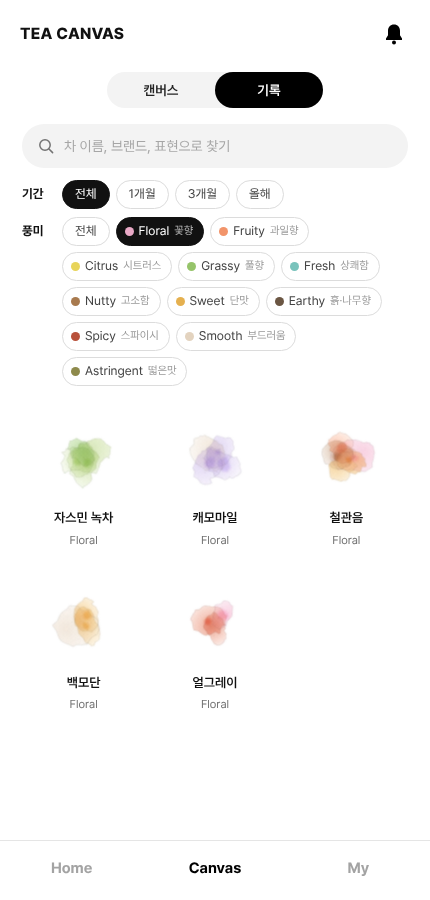 TEA CANVAS
캔버스 기록
차 이름, 브랜드, 표현으로 찾기
기간 전체 1개월 3개월 올해
풍미 전체 Floral 꽃향 Fruity 과일향
Citrus 시트러스 Grassy 풀향 Fresh 상쾌함
Nutty 고소함 Sweet 단맛 Earthy 흙·나무향
Spicy 스파이시 Smooth 부드러움
Astringent 떫은맛
자스민 녹차 캐모마일 철관음
Floral Floral Floral
백모단 얼그레이
Floral Floral
Home Canvas My